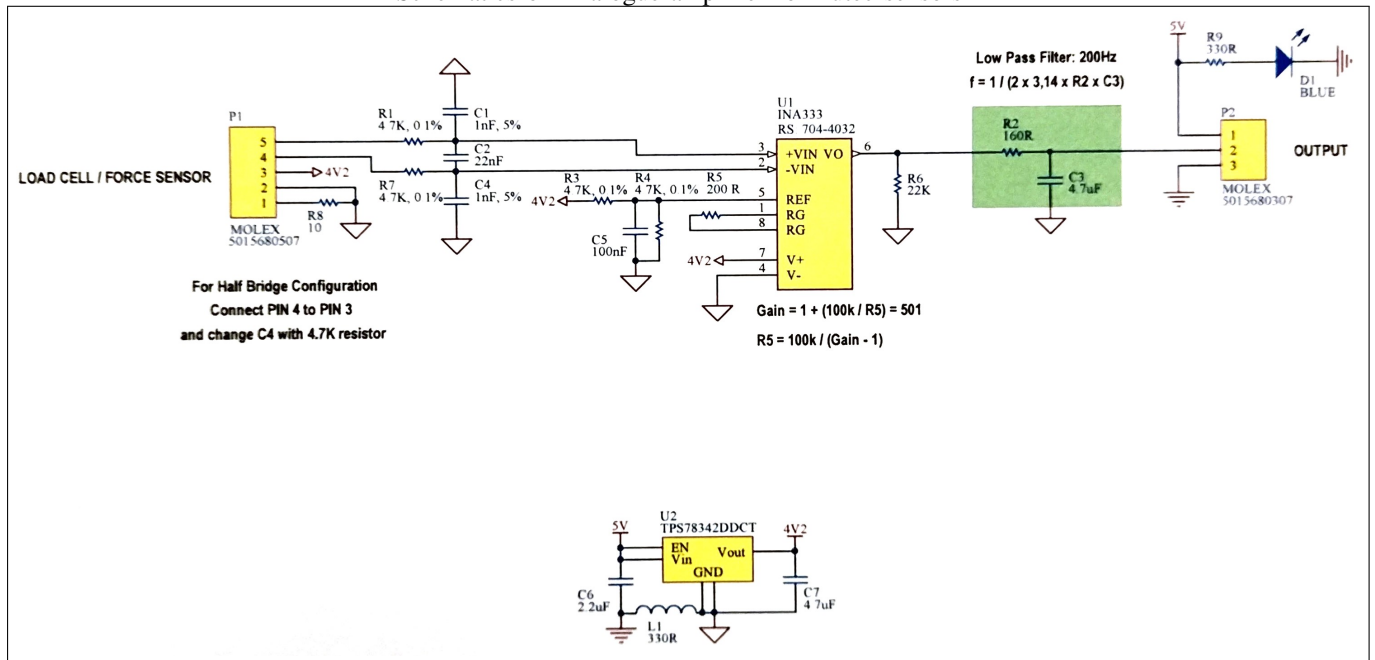 Low Pass Filter: 200Hz
f = 1 / (2 x 3,14 x R2 x C3)
5V
R9
330R
D1
BLUE
P1
5
4
3
2
1
4V2
R8
10
MOLEX
5015680507
LOAD CELL / FORCE SENSOR
R1
4 7K, 0 1%
C1
1nF, 5%
C2
22nF
R7
4 7K, 0 1%
C4
1nF, 5%
R3
4 7K, 0 1%
R4
4 7K, 0 1%
R5
200 R
4V2
C5
100nF
U1
INA333
RS 704-4032
3 +VIN VO 6
2 -VIN
5 REF
1 RG
8 RG
4V2 7 V+
4 V-
R6
22K
R2
160R
C3
4.7uF
P2
1
2
3
MOLEX
5015680307
OUTPUT
For Half Bridge Configuration
Connect PIN 4 to PIN 3
and change C4 with 4.7K resistor
Gain = 1 + (100k / R5) = 501
R5 = 100k / (Gain - 1)
U2
TPS78342DDCT
5V
EN
Vin
Vout
GND
4V2
C6
2.2uF
L1
330R
C7
4 7uF